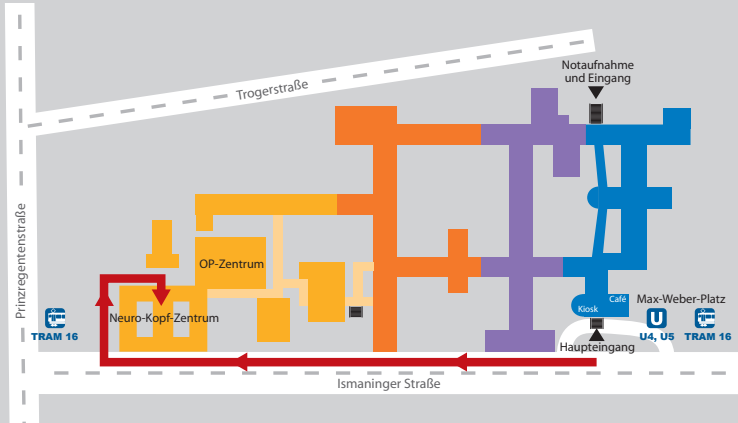 Notaufnahme
und Eingang
Trogerstraße
Prinzregentenstraße
OP-Zentrum
Neuro-Kopf-Zentrum
TRAM 16
Café
Kiosk
Max-Weber-Platz
U
U4, U5
TRAM 16
Haupteingang
Ismaninger Straße